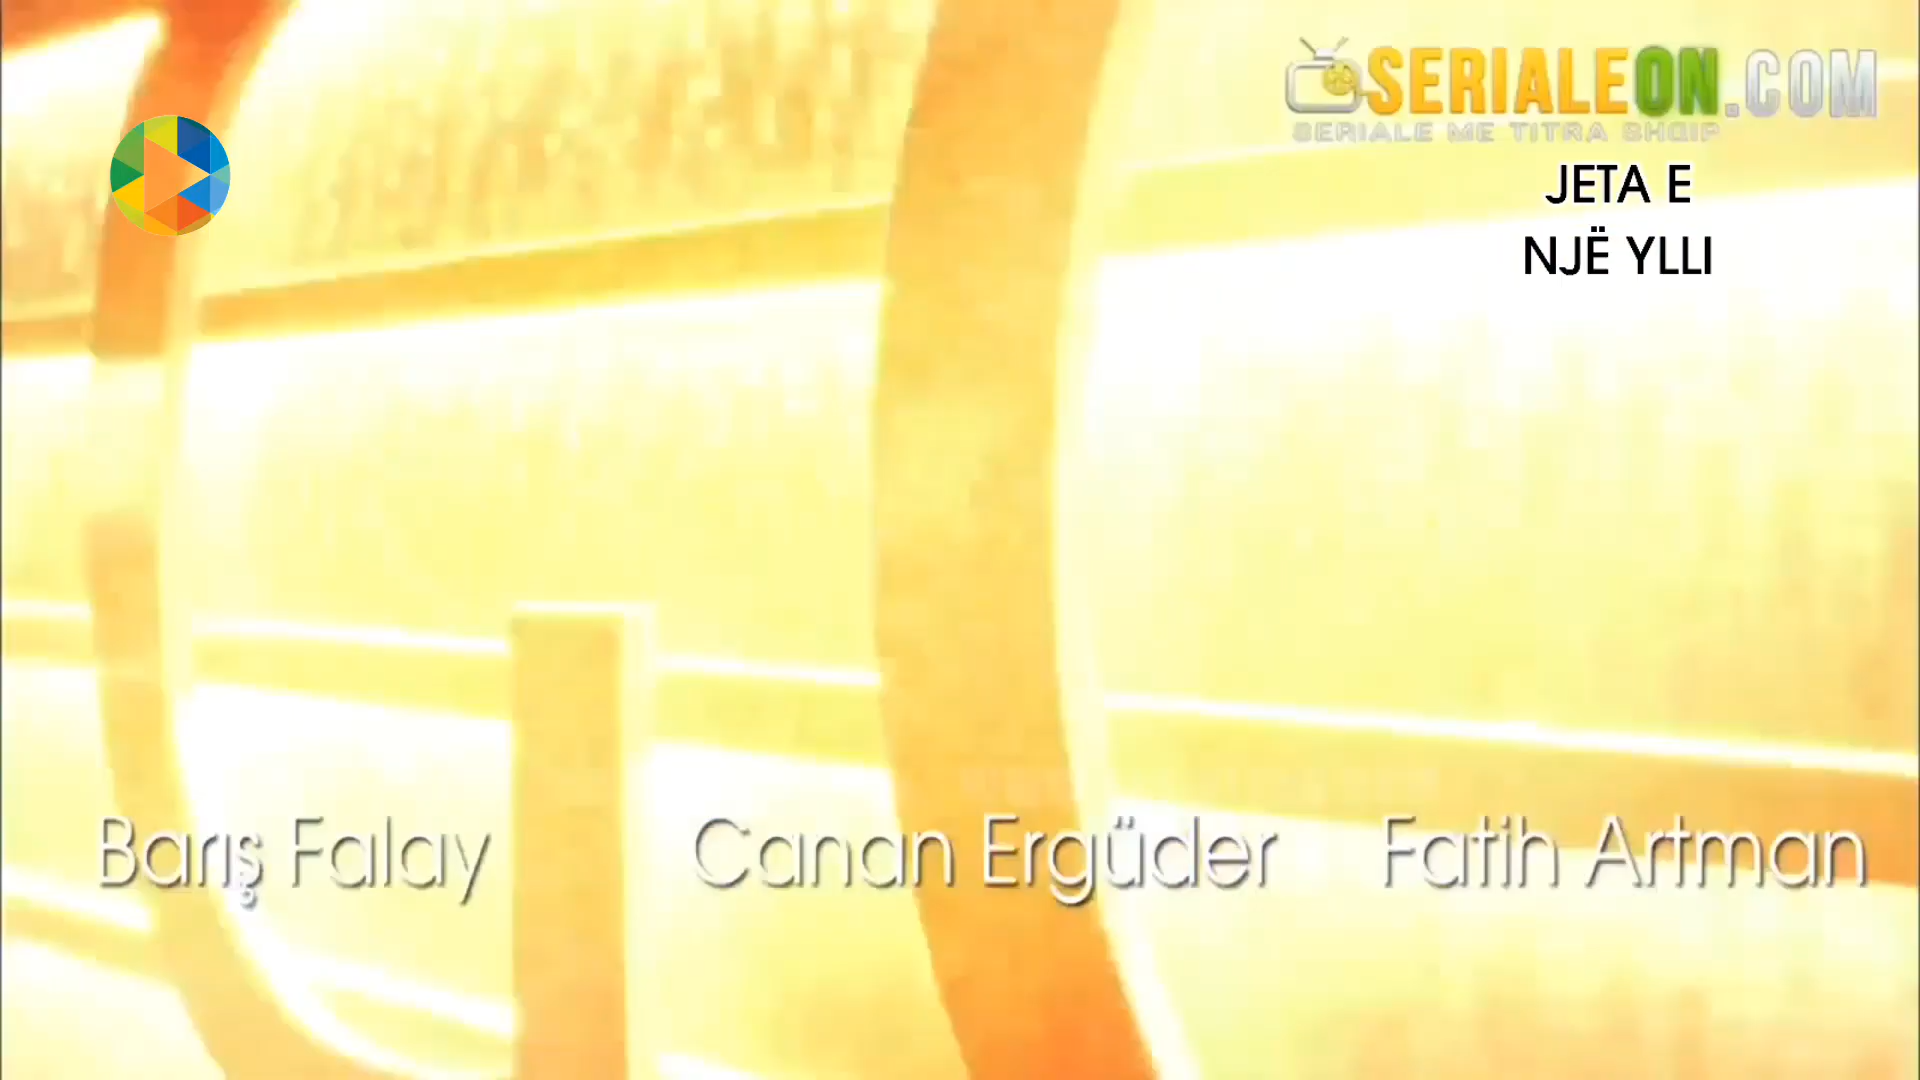 SERIALEON.COM
SERIALE ME TITRA SHQIP
JETA E
NJË YLLI
Barış Falay
Canan Ergüder
Fatih Artman